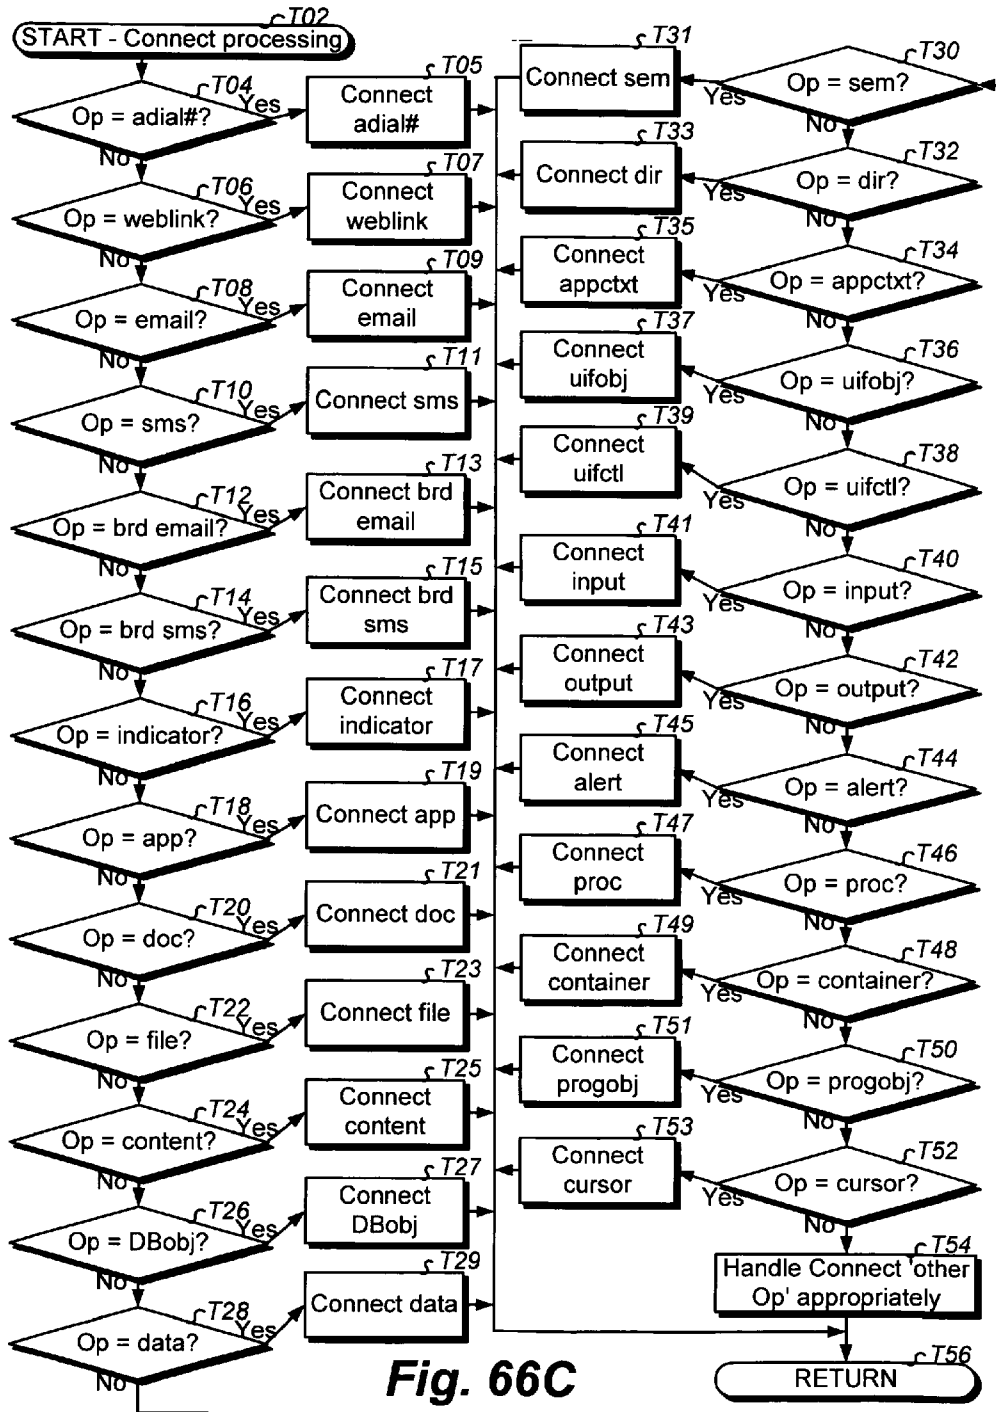 T02
START - Connect processing
T04
Op = adial#?
Yes
No
T05
Connect
adial#
T06
Op = weblink?
Yes
No
T07
Connect
weblink
T08
Op = email?
Yes
No
T09
Connect
email
T10
Op = sms?
Yes
No
T11
Connect sms
T12
Op = brd email?
Yes
No
T13
Connect brd
email
T14
Op = brd sms?
Yes
No
T15
Connect brd
sms
T16
Op = indicator?
Yes
No
T17
Connect
indicator
T18
Op = app?
Yes
No
T19
Connect app
T20
Op = doc?
Yes
No
T21
Connect doc
T22
Op = file?
Yes
No
T23
Connect file
T24
Op = content?
Yes
No
T25
Connect
content
T26
Op = DBobj?
Yes
No
T27
Connect
DBobj
T28
Op = data?
Yes
No
T29
Connect data
T30
Op = sem?
Yes
No
T31
Connect sem
T32
Op = dir?
Yes
No
T33
Connect dir
T34
Op = appctxt?
Yes
No
T35
Connect
appctxt
T36
Op = uifobj?
Yes
No
T37
Connect
uifobj
T38
Op = uifctl?
Yes
No
T39
Connect
uifctl
T40
Op = input?
Yes
No
T41
Connect
input
T42
Op = output?
Yes
No
T43
Connect
output
T44
Op = alert?
Yes
No
T45
Connect
alert
T46
Op = proc?
Yes
No
T47
Connect
proc
T48
Op = container?
Yes
No
T49
Connect
container
T50
Op = progobj?
Yes
No
T51
Connect
progobj
T52
Op = cursor?
Yes
No
T53
Connect
cursor
T54
Handle Connect 'other
Op' appropriately
T56
RETURN
Fig. 66C